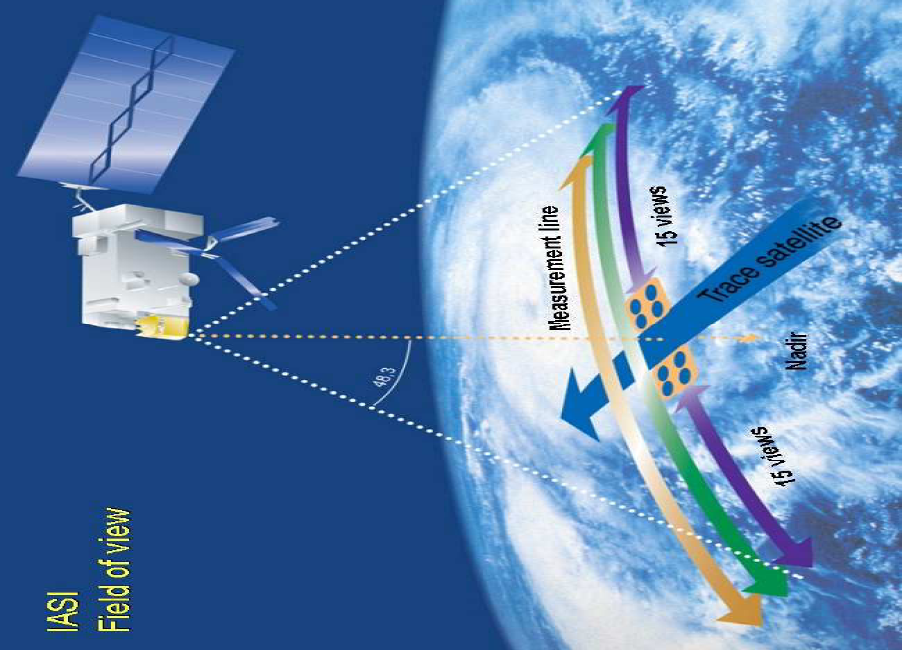 IASI
Field of view
48,3
Measurement line
15 views
Trace satellite
Nadir
15 views